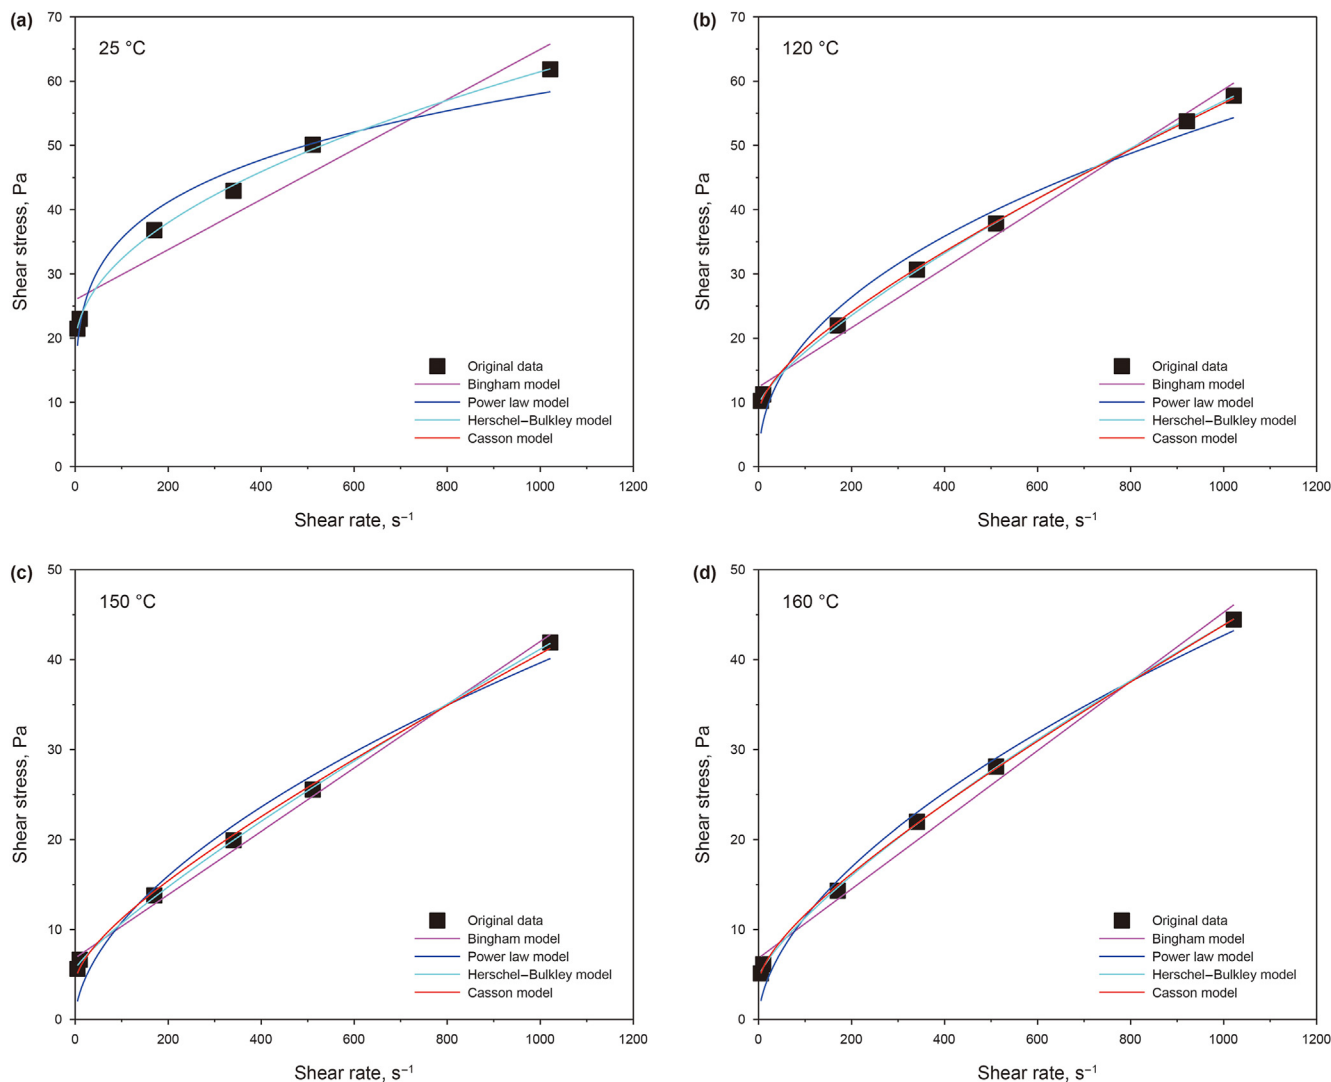 (a)
25 °C
70
60
50
40
30
20
10
0
Shear stress, Pa
Original data
Bingham model
Power law model
Herschel–Bulkley model
Casson model
0 200 400 600 800 1000 1200
Shear rate, s⁻¹
(b)
120 °C
70
60
50
40
30
20
10
0
Shear stress, Pa
Original data
Bingham model
Power law model
Herschel–Bulkley model
Casson model
0 200 400 600 800 1000 1200
Shear rate, s⁻¹
(c)
150 °C
50
40
30
20
10
0
Shear stress, Pa
Original data
Bingham model
Power law model
Herschel–Bulkley model
Casson model
0 200 400 600 800 1000 1200
Shear rate, s⁻¹
(d)
160 °C
50
40
30
20
10
0
Shear stress, Pa
Original data
Bingham model
Power law model
Herschel–Bulkley model
Casson model
0 200 400 600 800 1000 1200
Shear rate, s⁻¹